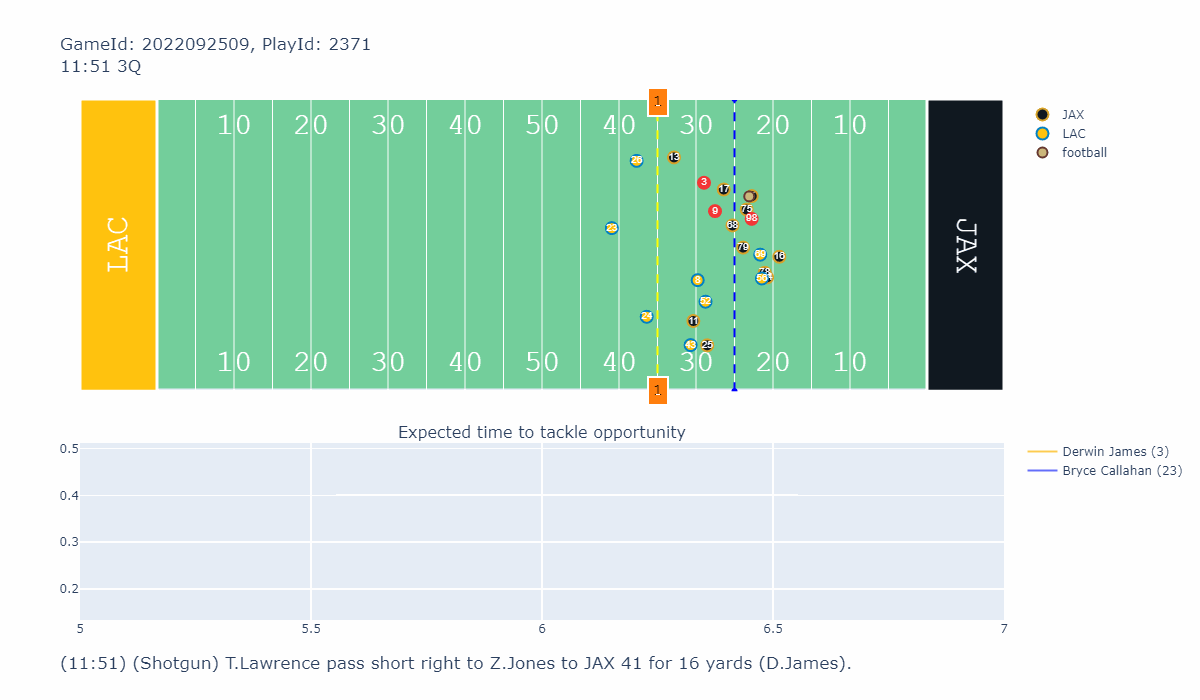 GameId: 2022092509, PlayId: 2371
11:51 3Q
1
10 20 30 40 50 40 30 20 10
LAC
JAX
26
13
3
17
9
75
98
68
23
79
69
16
8
52
24
11
43
25
10 20 30 40 50 40 30 20 10
1
JAX
LAC
football
Expected time to tackle opportunity
0.5
0.4
0.3
0.2
5 5.5 6 6.5 7
Derwin James (3)
Bryce Callahan (23)
(11:51) (Shotgun) T.Lawrence pass short right to Z.Jones to JAX 41 for 16 yards (D.James).